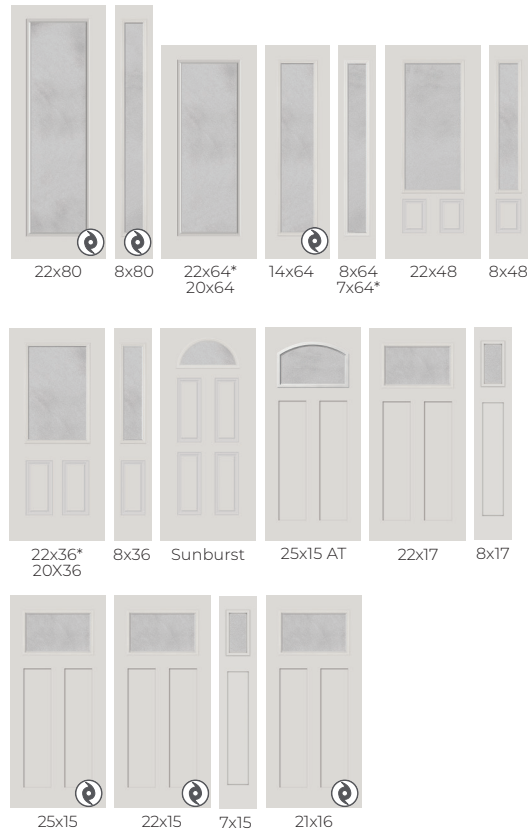 22x80 8x80 22x64* 14x64 8x64 22x48 8x48
20x64 7x64*
22x36* 8x36 Sunburst 25x15 AT 22x17 8x17
20X36
25x15 22x15 7x15 21x16